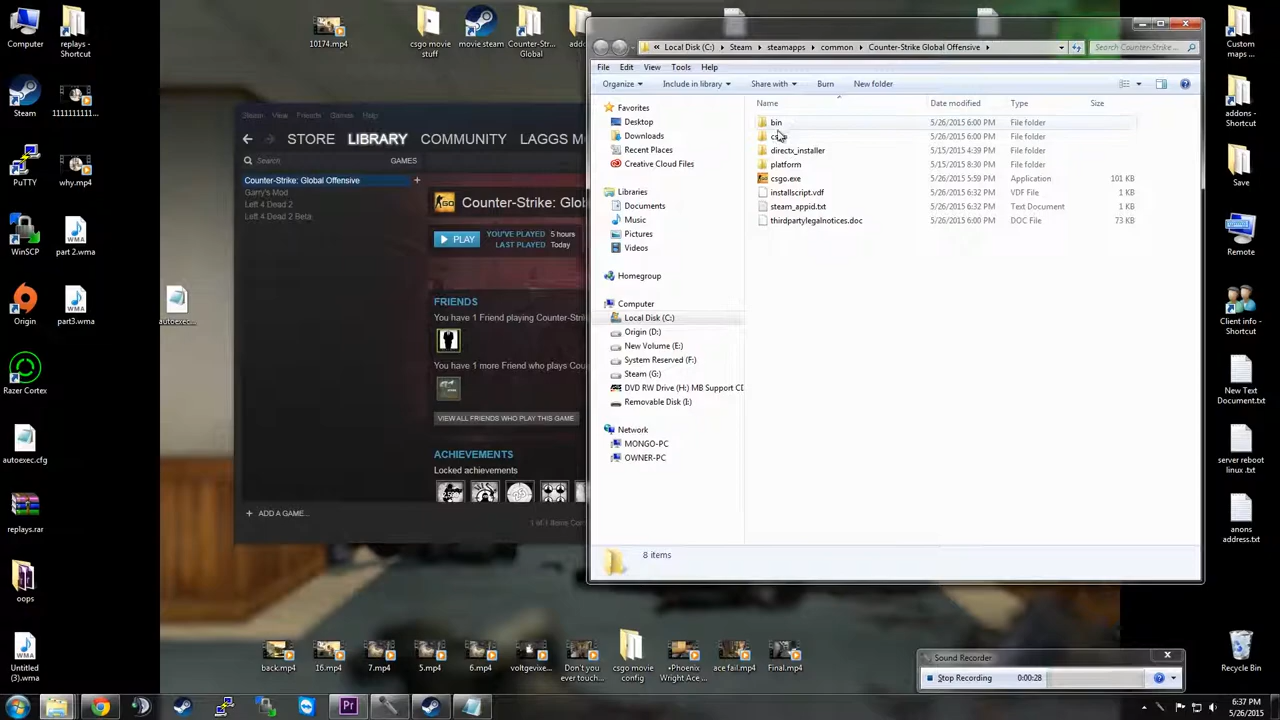 Computer
replays - Shortcut
10174.mp4
csgo movie stuff
movie.steam
Counter-Str... Global
Custom maps ...
Steam
1111111111...
addons - Shortcut
PuTTY
why.mp4
Save
WinSCP
part 2.wma
Remote
Origin
part3.wma
autoexec...
Client info - Shortcut
Razer Cortex
New Text Document.txt
autoexec.cfg
server reboot linux .txt
replays.rar
anons address.txt
oops
Untitled (3).wma
Recycle Bin
Steam View Friends Games Help
STORE LIBRARY COMMUNITY LAGGS M
Search GAMES
Counter-Strike: Global Offensive
Garry's Mod
Left 4 Dead 2
Left 4 Dead 2 Beta
+ ADD A GAME...
Counter-Strike: Glob
PLAY
YOU'VE PLAYED 5 hours
LAST PLAYED Today
FRIENDS
You have 1 Friend playing Counter-Strik
You have 1 more Friend who plays Cou
VIEW ALL FRIENDS WHO PLAY THIS GAME
ACHIEVEMENTS
Locked achievements
« Local Disk (C:) ▸ Steam ▸ steamapps ▸ common ▸ Counter-Strike Global Offensive ▸
Search Counter-Strike ...
File Edit View Tools Help
Organize Include in library Share with Burn New folder
Favorites
Desktop
Downloads
Recent Places
Creative Cloud Files
Libraries
Documents
Music
Pictures
Videos
Homegroup
Computer
Local Disk (C:)
Origin (D:)
New Volume (E:)
System Reserved (F:)
Steam (G:)
DVD RW Drive (H:) MB Support CD
Removable Disk (I:)
Network
MONGO-PC
OWNER-PC
Name Date modified Type Size
bin 5/26/2015 6:00 PM File folder
5/26/2015 6:00 PM File folder
directx_installer 5/15/2015 4:39 PM File folder
platform 5/15/2015 8:30 PM File folder
csgo.exe 5/26/2015 5:59 PM Application 101 KB
installscript.vdf 5/26/2015 6:32 PM VDF File 1 KB
steam_appid.txt 5/26/2015 6:32 PM Text Document 1 KB
thirdpartylegalnotices.doc 5/26/2015 6:00 PM DOC File 73 KB
8 items
back.mp4
16.mp4
7.mp4
5.mp4
6.mp4
voltgevixe...
Don't you ever touch...
csgo movie config
•Phoenix Wright Ace ...
ace fail.mp4
Final.mp4
Sound Recorder
Stop Recording 0:00:28
6:37 PM
5/26/2015